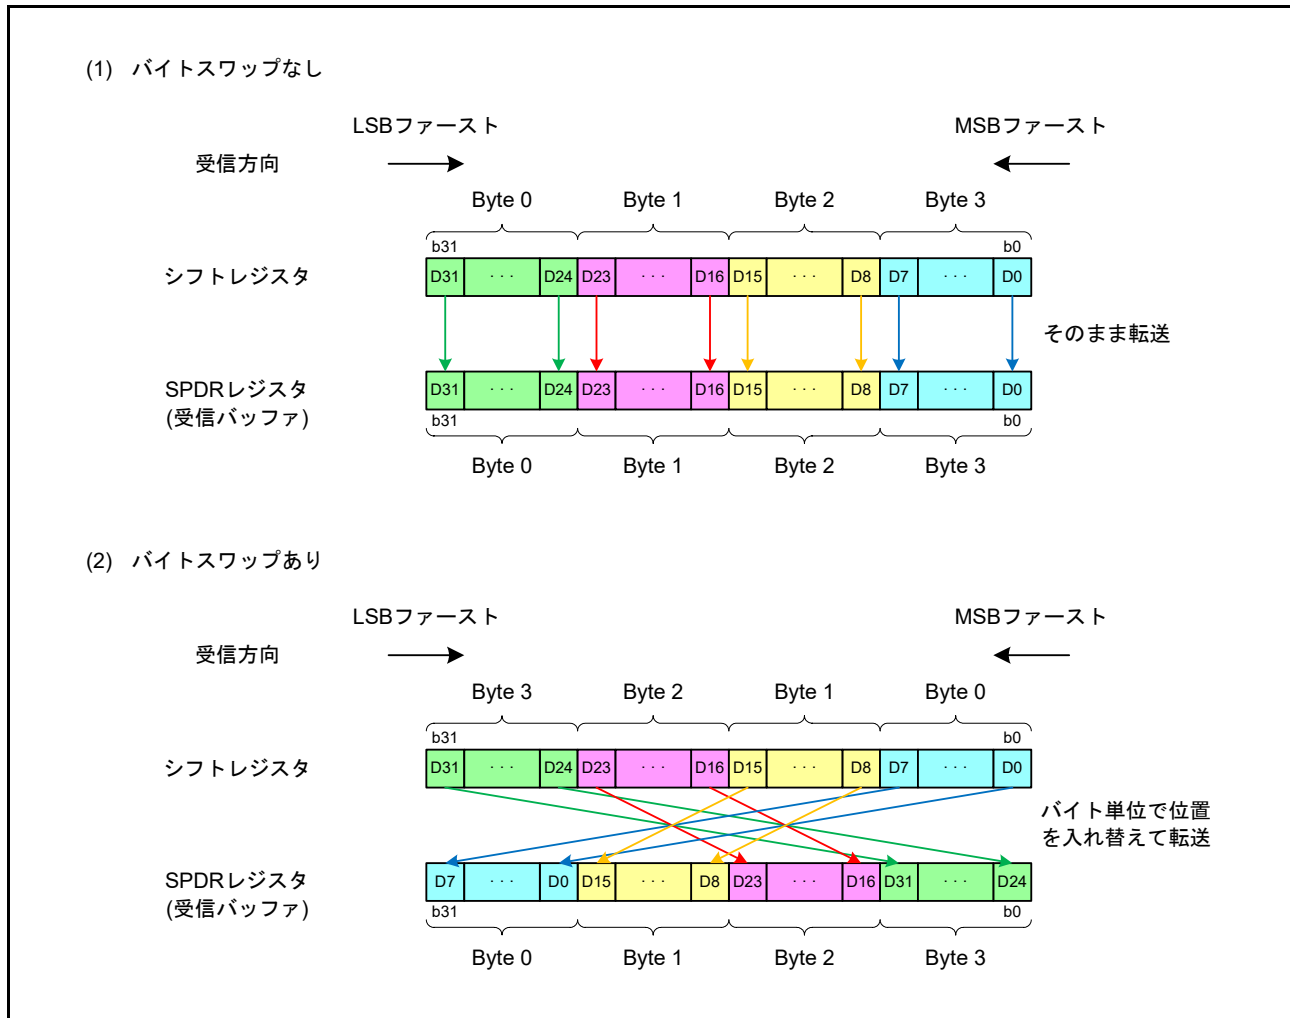 (1) バイトスワップなし
LSBファースト MSBファースト
受信方向
Byte 0 Byte 1 Byte 2 Byte 3
b31 b0
シフトレジスタ D31 ··· D24 D23 ··· D16 D15 ··· D8 D7 ··· D0
そのまま転送
SPDRレジスタ D31 ··· D24 D23 ··· D16 D15 ··· D8 D7 ··· D0
(受信バッファ) b31 b0
Byte 0 Byte 1 Byte 2 Byte 3
(2) バイトスワップあり
LSBファースト MSBファースト
受信方向
Byte 3 Byte 2 Byte 1 Byte 0
b31 b0
シフトレジスタ D31 ··· D24 D23 ··· D16 D15 ··· D8 D7 ··· D0
バイト単位で位置
を入れ替えて転送
SPDRレジスタ D7 ··· D0 D15 ··· D8 D23 ··· D16 D31 ··· D24
(受信バッファ) b31 b0
Byte 0 Byte 1 Byte 2 Byte 3